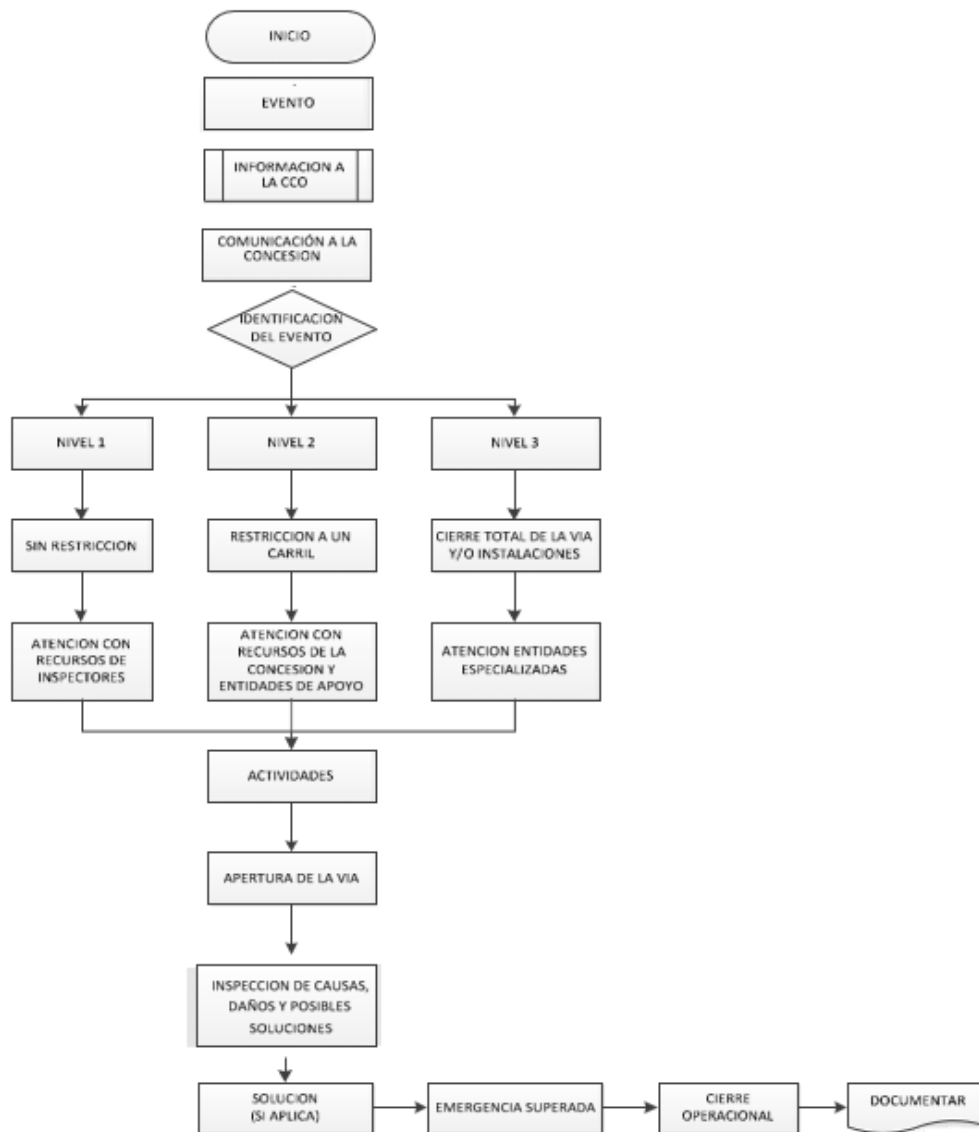 INICIO
EVENTO
INFORMACION A
LA CCO
COMUNICACIÓN A LA
CONCESION
IDENTIFICACION
DEL EVENTO
NIVEL 1
NIVEL 2
NIVEL 3
SIN RESTRICCION
RESTRICCION A UN
CARRIL
CIERRE TOTAL DE LA VIA
Y/O INSTALACIONES
ATENCION CON
RECURSOS DE
INSPECTORES
ATENCION CON
RECURSOS DE LA
CONCESION Y
ENTIDADES DE APOYO
ATENCION ENTIDADES
ESPECIALIZADAS
ACTIVIDADES
APERTURA DE LA VIA
INSPECCION DE CAUSAS,
DAÑOS Y POSIBLES
SOLUCIONES
SOLUCION
(SI APLICA)
EMERGENCIA SUPERADA
CIERRE
OPERACIONAL
DOCUMENTAR